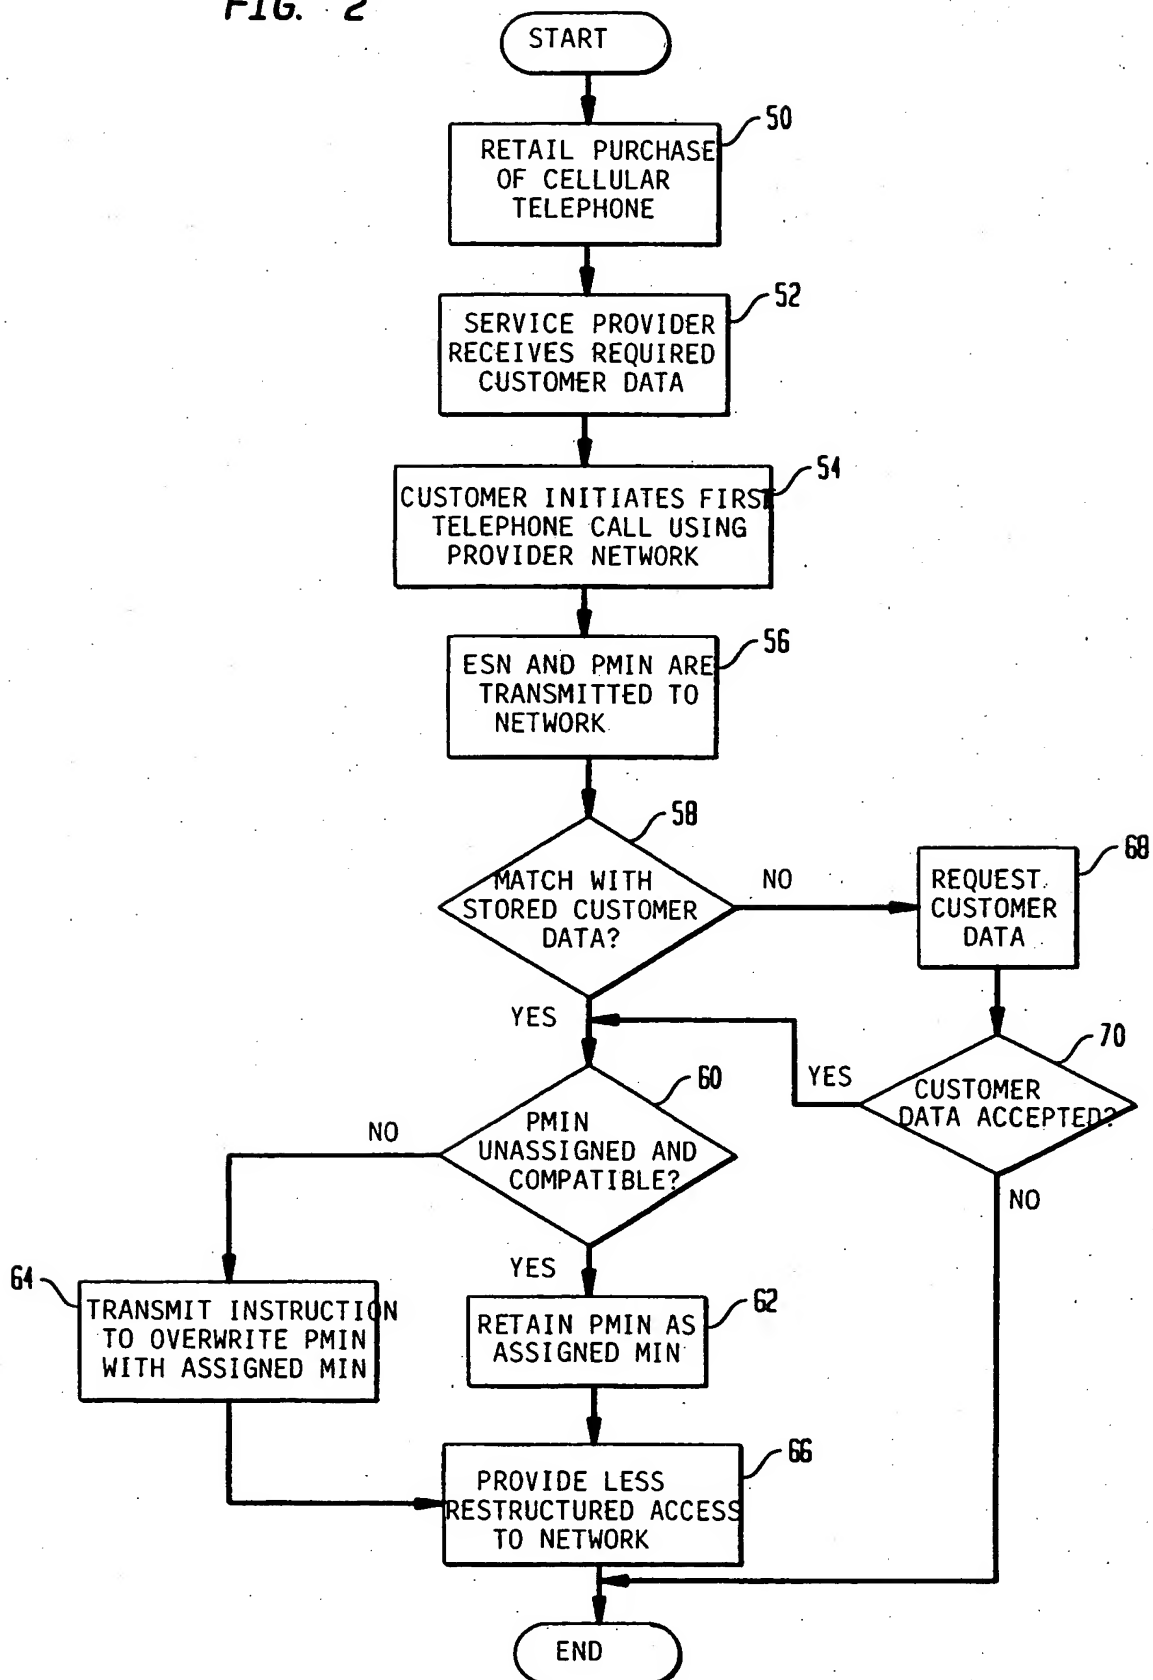 FIG. 2
START
50
RETAIL PURCHASE
OF CELLULAR
TELEPHONE
52
SERVICE PROVIDER
RECEIVES REQUIRED
CUSTOMER DATA
54
CUSTOMER INITIATES FIRST
TELEPHONE CALL USING
PROVIDER NETWORK
56
ESN AND PMIN ARE
TRANSMITTED TO
NETWORK
58
MATCH WITH
STORED CUSTOMER
DATA?
NO
68
REQUEST
CUSTOMER
DATA
YES
70
CUSTOMER
DATA ACCEPTED?
YES
NO
60
PMIN
UNASSIGNED AND
COMPATIBLE?
NO
YES
64
TRANSMIT INSTRUCTION
TO OVERWRITE PMIN
WITH ASSIGNED MIN
62
RETAIN PMIN AS
ASSIGNED MIN
66
PROVIDE LESS
RESTRUCTURED ACCESS
TO NETWORK
END